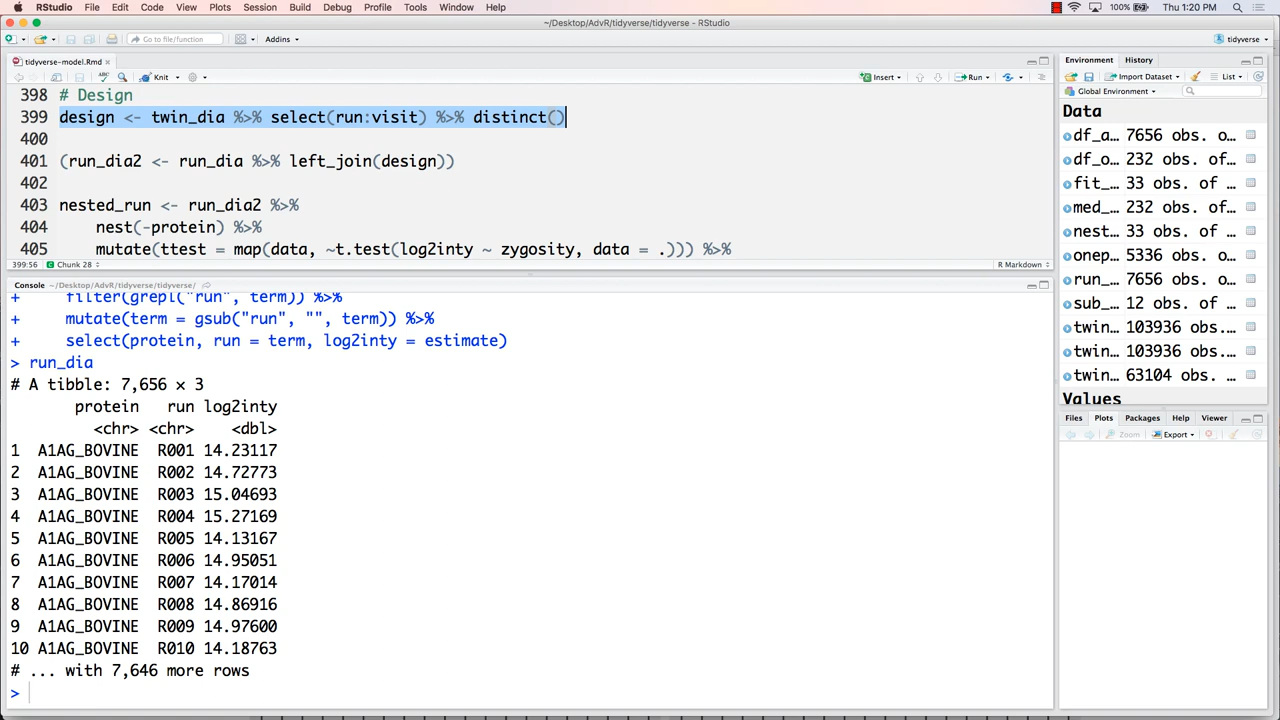 RStudio File Edit Code View Plots Session Build Debug Profile Tools Window Help 100% Thu 1:20 PM
~/Desktop/AdvR/tidyverse/tidyverse - RStudio
Go to file/function Addins tidyverse
tidyverse-model.Rmd
ABC Knit Insert Run
398 # Design
399 design <- twin_dia %>% select(run:visit) %>% distinct()
400
401 (run_dia2 <- run_dia %>% left_join(design))
402
403 nested_run <- run_dia2 %>%
404 nest(-protein) %>%
405 mutate(ttest = map(data, ~t.test(log2inty ~ zygosity, data = .))) %>%
399:56 Chunk 28 R Markdown
Console ~/Desktop/AdvR/tidyverse/tidyverse/
+ filter(grepl("run", term)) %>%
+ mutate(term = gsub("run", "", term)) %>%
+ select(protein, run = term, log2inty = estimate)
> run_dia
# A tibble: 7,656 × 3
protein run log2inty
<chr> <chr> <dbl>
1 A1AG_BOVINE R001 14.23117
2 A1AG_BOVINE R002 14.72773
3 A1AG_BOVINE R003 15.04693
4 A1AG_BOVINE R004 15.27169
5 A1AG_BOVINE R005 14.13167
6 A1AG_BOVINE R006 14.95051
7 A1AG_BOVINE R007 14.17014
8 A1AG_BOVINE R008 14.86916
9 A1AG_BOVINE R009 14.97600
10 A1AG_BOVINE R010 14.18763
# ... with 7,646 more rows
>
Environment History
Import Dataset List
Global Environment
Data
df_a… 7656 obs. o…
df_o… 232 obs. of…
fit_… 33 obs. of …
med_… 232 obs. of…
nest… 33 obs. of …
onep… 5336 obs. o…
run_… 7656 obs. o…
sub_… 12 obs. of …
twin… 103936 obs. …
twin… 103936 obs. …
twin… 63104 obs. …
Values
Files Plots Packages Help Viewer
Zoom Export